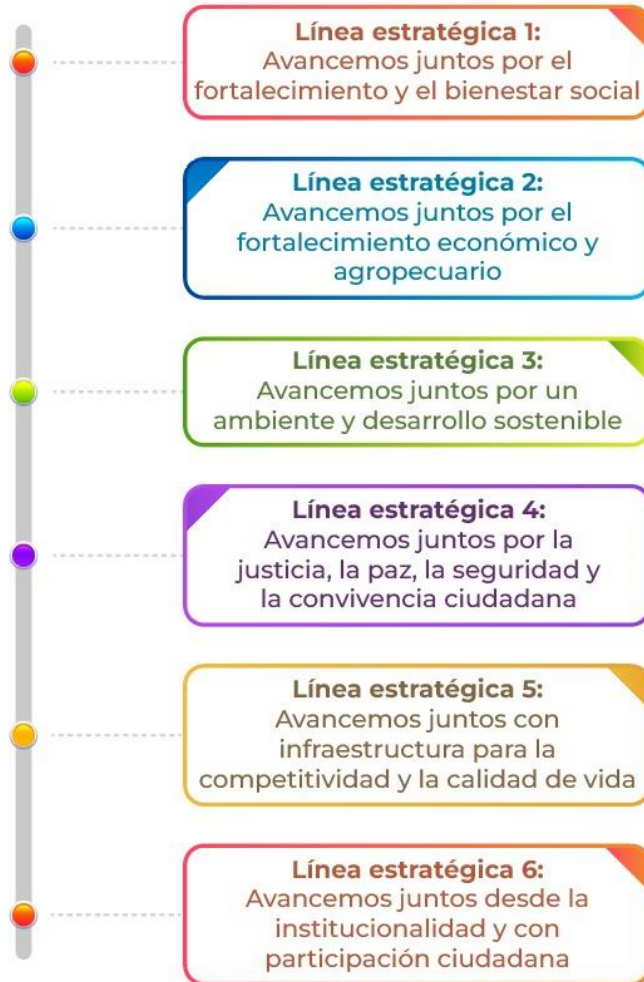 Línea estratégica 1:
Avancemos juntos por el
fortalecimiento y el bienestar social
Línea estratégica 2:
Avancemos juntos por el
fortalecimiento económico y
agropecuario
Línea estratégica 3:
Avancemos juntos por un
ambiente y desarrollo sostenible
Línea estratégica 4:
Avancemos juntos por la
justicia, la paz, la seguridad y
la convivencia ciudadana
Línea estratégica 5:
Avancemos juntos con
infraestructura para la
competitividad y la calidad de vida
Línea estratégica 6:
Avancemos juntos desde la
institucionalidad y con
participación ciudadana